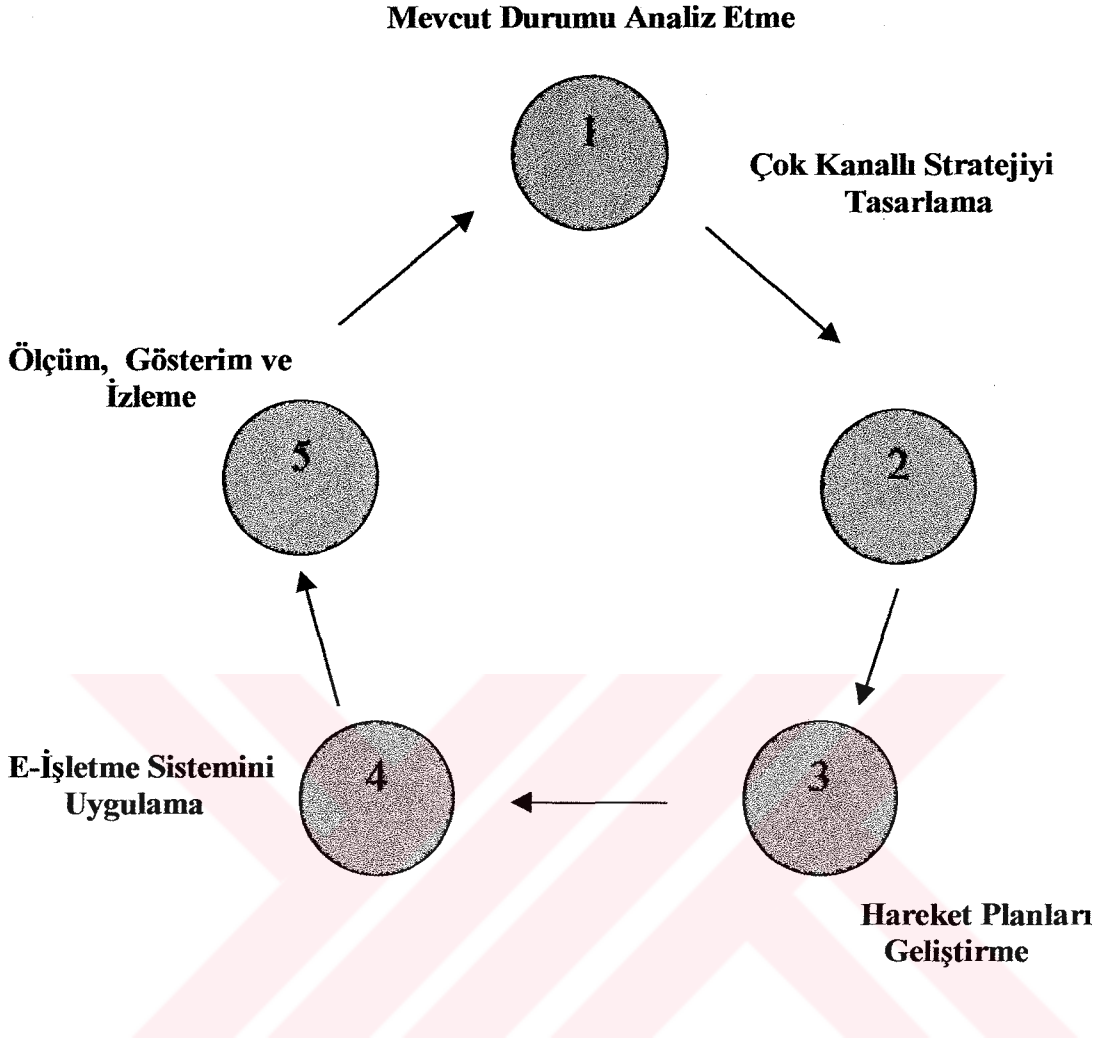 Mevcut Durumu Analiz Etme
1
Çok Kanallı Stratejiyi
Tasarlama
2
Hareket Planları
Geliştirme
3
E-İşletme Sistemini
Uygulama
4
Ölçüm, Gösterim ve
İzleme
5